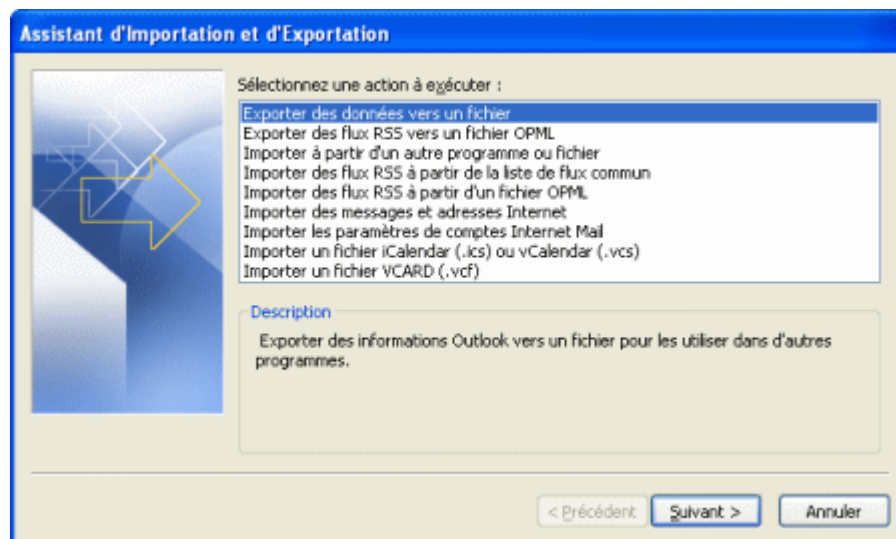 Assistant d'Importation et d'Exportation
Sélectionnez une action à exécuter :
Exporter des données vers un fichier
Exporter des flux RSS vers un fichier OPML
Importer à partir d'un autre programme ou fichier
Importer des flux RSS à partir de la liste de flux commun
Importer des flux RSS à partir d'un fichier OPML
Importer des messages et adresses Internet
Importer les paramètres de comptes Internet Mail
Importer un fichier iCalendar (.ics) ou vCalendar (.vcs)
Importer un fichier VCARD (.vcf)
Description
Exporter des informations Outlook vers un fichier pour les utiliser dans d'autres
programmes.
< Précédent Suivant > Annuler